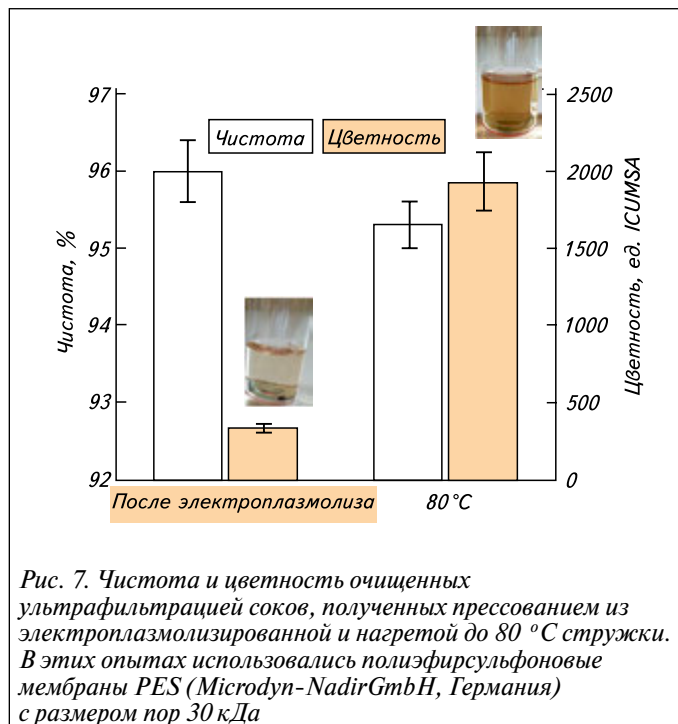 97
96
95
94
93
92
Чистота, %
Чистота
Цветность
2500
2000
1500
1000
500
0
Цветность, ед. ICUMSA
После электроплазмолиза
80°C
Рис. 7. Чистота и цветность очищенных
ультрафильтрацией соков, полученных прессованием из
электроплазмолизированной и нагретой до 80 °C стружки.
В этих опытах использовались полиэфирсульфоновые
мембраны PES (Microdyn-NadirGmbH, Германия)
с размером пор 30 кДа